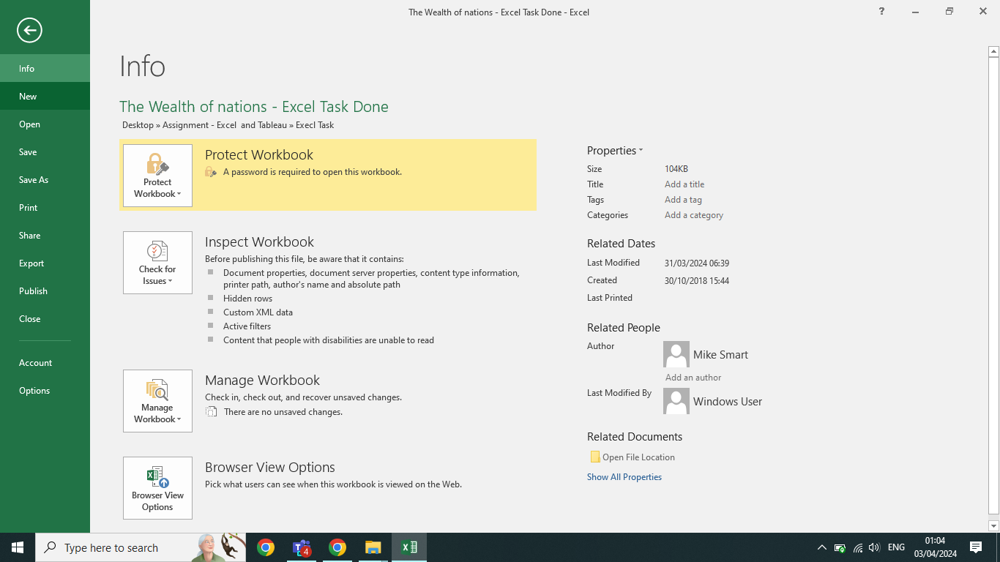 The Wealth of nations - Excel Task Done - Excel
?
Info
New
Open
Save
Save As
Print
Share
Export
Publish
Close
Account
Options
Info
The Wealth of nations - Excel Task Done
Desktop » Assignment - Excel  and Tableau » Execl Task
Protect
Workbook
Protect Workbook
A password is required to open this workbook.
Check for
Issues
Inspect Workbook
Before publishing this file, be aware that it contains:
Document properties, document server properties, content type information,
printer path, author's name and absolute path
Hidden rows
Custom XML data
Active filters
Content that people with disabilities are unable to read
Manage
Workbook
Manage Workbook
Check in, check out, and recover unsaved changes.
There are no unsaved changes.
Browser View
Options
Browser View Options
Pick what users can see when this workbook is viewed on the Web.
Properties
Size 104KB
Title Add a title
Tags Add a tag
Categories Add a category
Related Dates
Last Modified 31/03/2024 06:39
Created 30/10/2018 15:44
Last Printed
Related People
Author Mike Smart
Add an author
Last Modified By Windows User
Related Documents
Open File Location
Show All Properties
Type here to search
4
ENG
01:04
03/04/2024